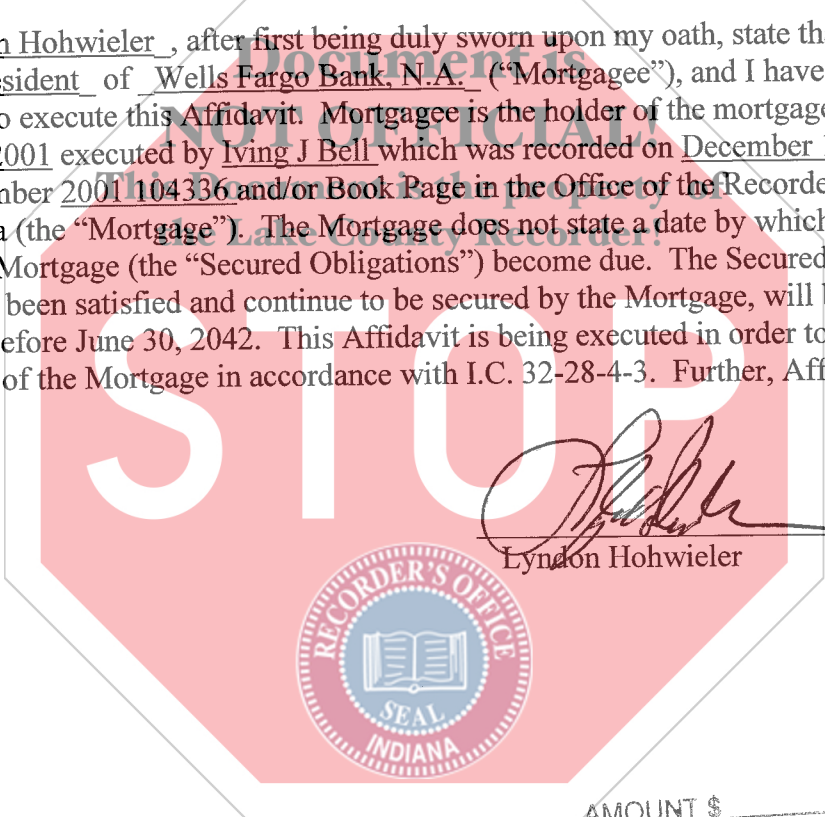 n Hohwieler , after first being duly sworn upon my oath, state tha
sident of Wells Fargo Bank, N.A. (“Mortgagee”), and I have
o execute this Affidavit. Mortgagee is the holder of the mortgage
2001 executed by Iving J Bell which was recorded on December 1
mber 2001 104336 and/or Book Page in the Office of the Recorde
a (the “Mortgage”). The Mortgage does not state a date by which
Mortgage (the “Secured Obligations”) become due. The Secured
been satisfied and continue to be secured by the Mortgage, will b
efore June 30, 2042. This Affidavit is being executed in order to
of the Mortgage in accordance with I.C. 32-28-4-3. Further, Affi
Document is
NOT OFFICIAL!
This Document is the property of
the Lake County Recorder!
STOP
Lyndon Hohwieler
RECORDER'S OFFICE
SEAL
INDIANA
AMOUNT $